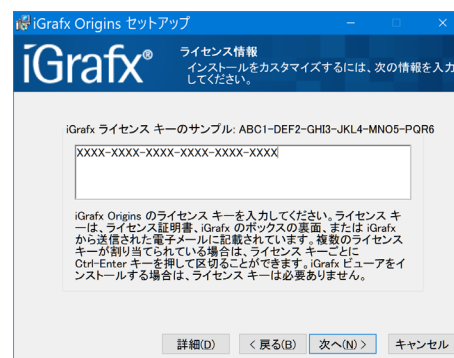 iGrafx Origins セットアップ
iGrafx®
ライセンス情報
インストールをカスタマイズするには、次の情報を入力
してください。
iGrafx ライセンス キーのサンプル: ABC1-DEF2-GHI3-JKL4-MNO5-PQR6
XXXX-XXXX-XXXX-XXXX-XXXX-XXXX
iGrafx Origins のライセンス キーを入力してください。ライセンス キ
ーは、ライセンス証明書、iGrafx のボックスの裏面、または iGrafx
から送信された電子メールに記載されています。複数のライセンス
キーが割り当てられている場合は、ライセンス キーごとに
Ctrl-Enter キーを押して区切ることができます。iGrafx ビューアをイ
ンストールする場合は、ライセンス キーは必要ありません。
詳細(D) < 戻る(B) 次へ(N) > キャンセル